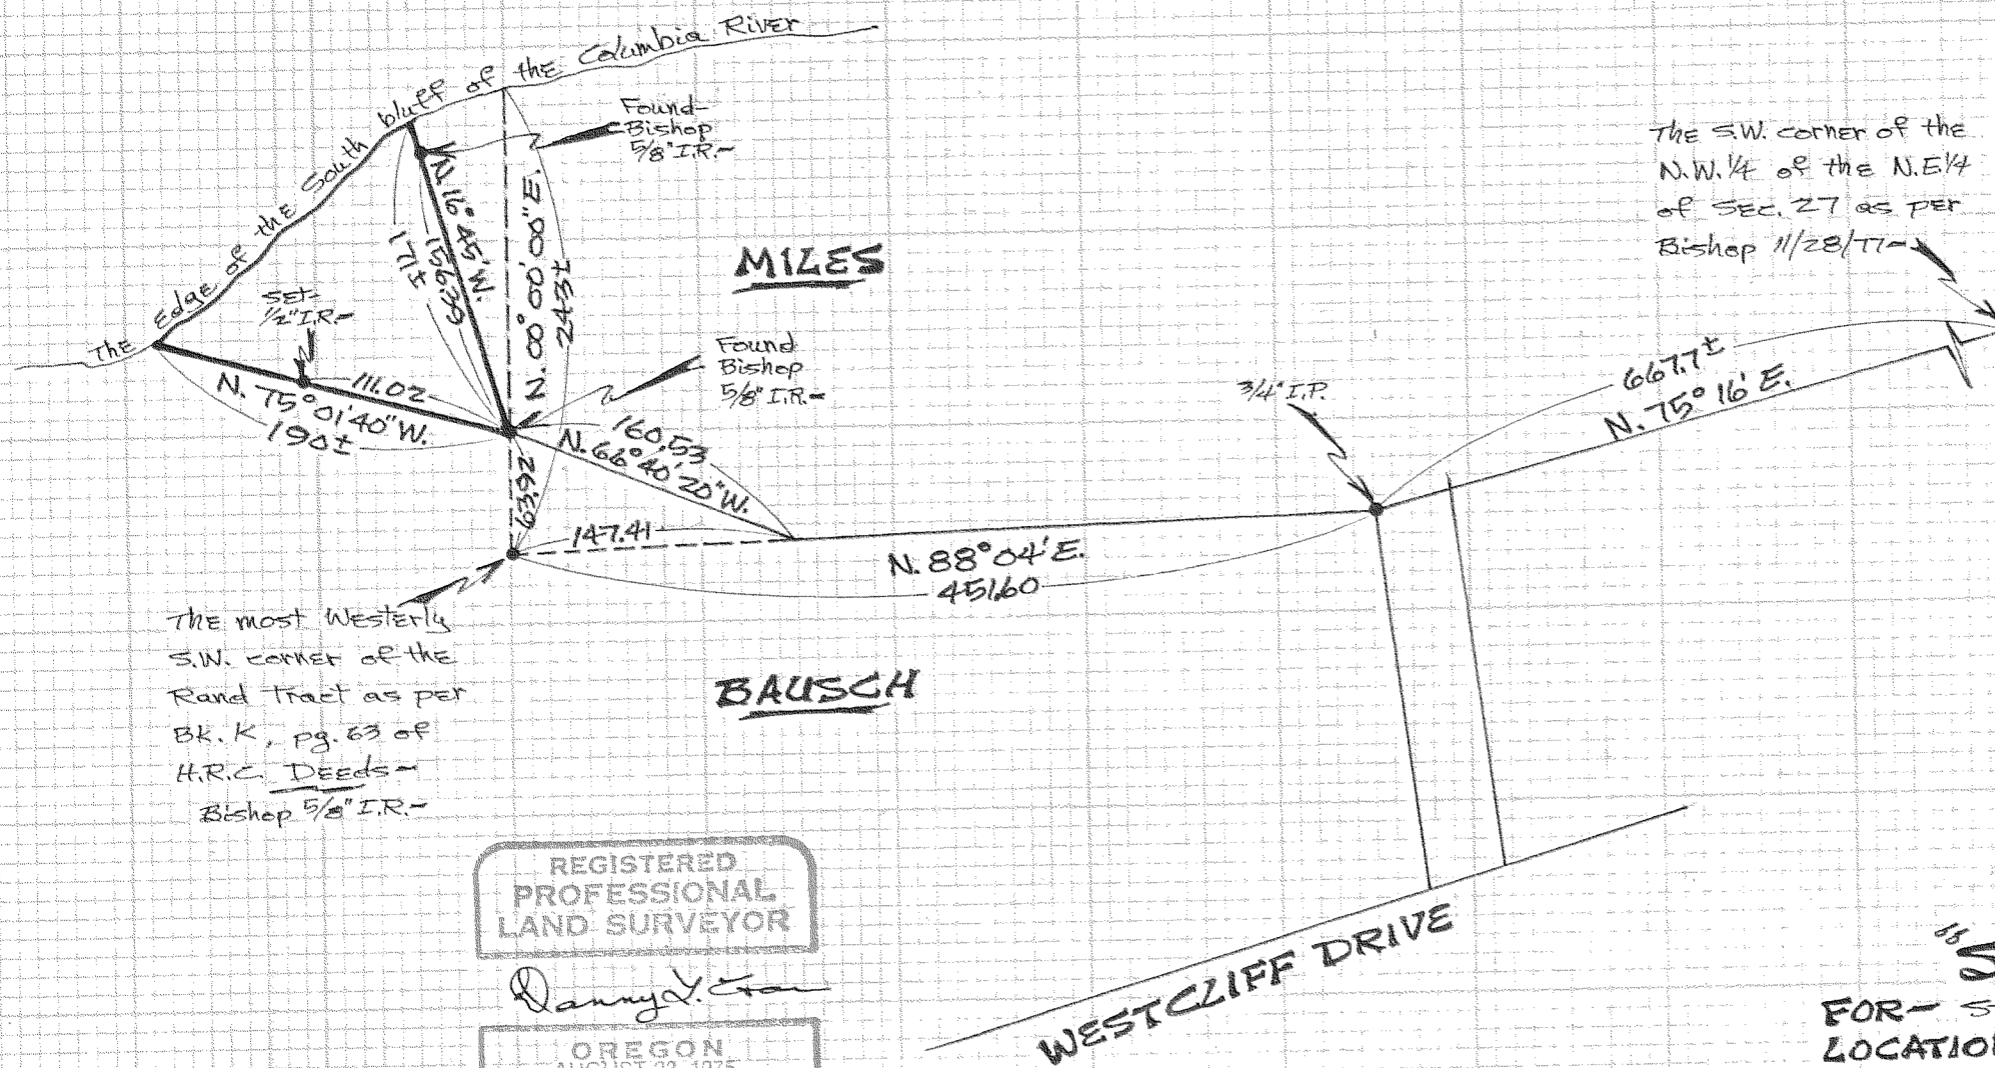 The Edge of the South bluff of the Columbia River
Found-
Bishop
5/8" I.R.-
N. 16° 45' W.
156.39
171±
N. 00° 00' 00" E.
243±
MILES
The S.W. corner of the
N.W. 1/4 of the N.E. 1/4
of Sec. 27 as per
Bishop 11/28/77-
Set-
1/2" I.R.-
111.02
N. 75° 01' 40" W.
190±
Found
Bishop
5/8" I.R.-
160.53
N. 66° 40' 20" W.
3/4" I.P.
667.7±
N. 75° 16' E.
147.41
N. 88° 04' E.
451.60
The most Westerly
S.W. corner of the
Rand Tract as per
Bk. K, pg. 63 of
H.R.C. Deeds-
Bishop 5/8" I.R.-
BAUSCH
REGISTERED
PROFESSIONAL
LAND SURVEYOR
OREGON
AUGUST 22, 1975
WESTCLIFF DRIVE
"S
FOR- S
LOCATION